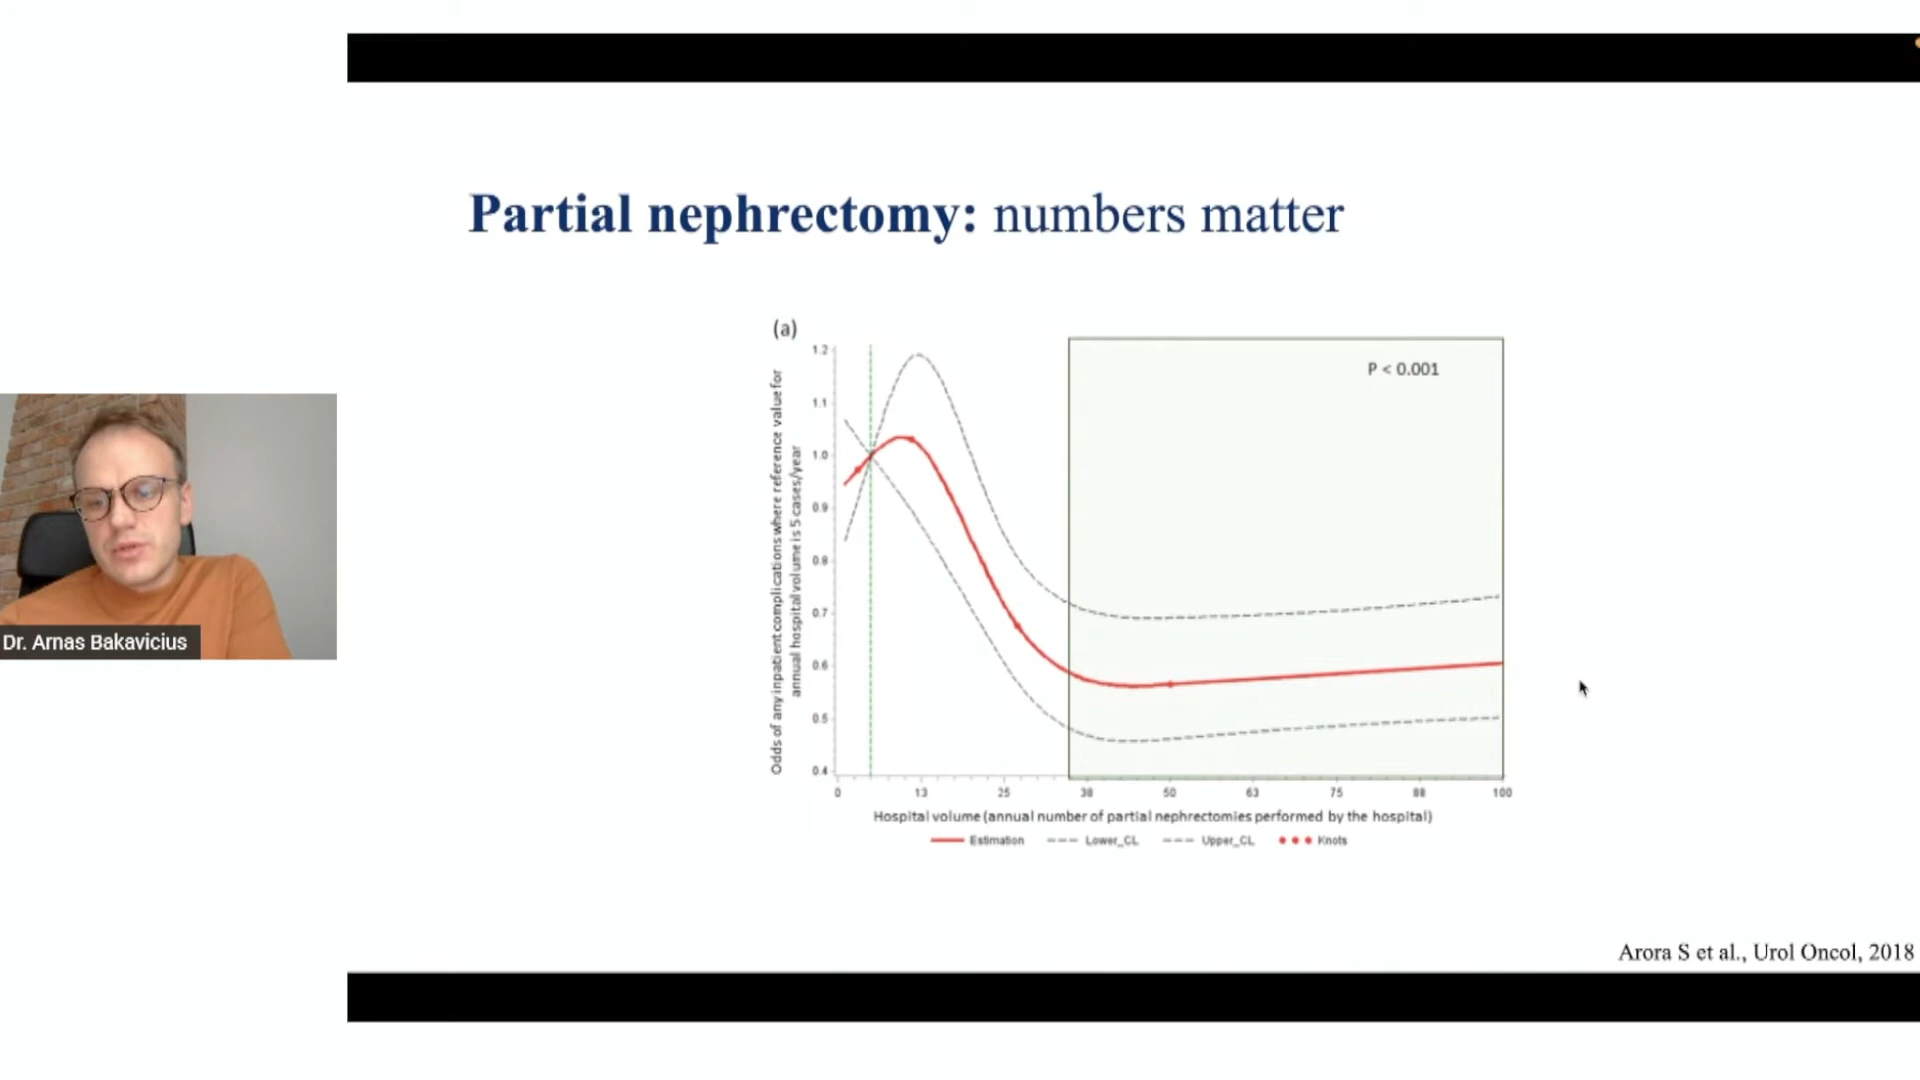 Partial nephrectomy: numbers matter
(a)
P < 0.001
Odds of any inpatient complications where reference value for
annual hospital volume is 5 cases/year
1.2
1.1
1.0
0.9
0.8
0.7
0.6
0.5
0.4
0 13 25 38 50 63 75 88 100
Hospital volume (annual number of partial nephrectomies performed by the hospital)
Estimation Lower_CL Upper_CL Knots
Dr. Arnas Bakavicius
Arora S et al., Urol Oncol, 2018